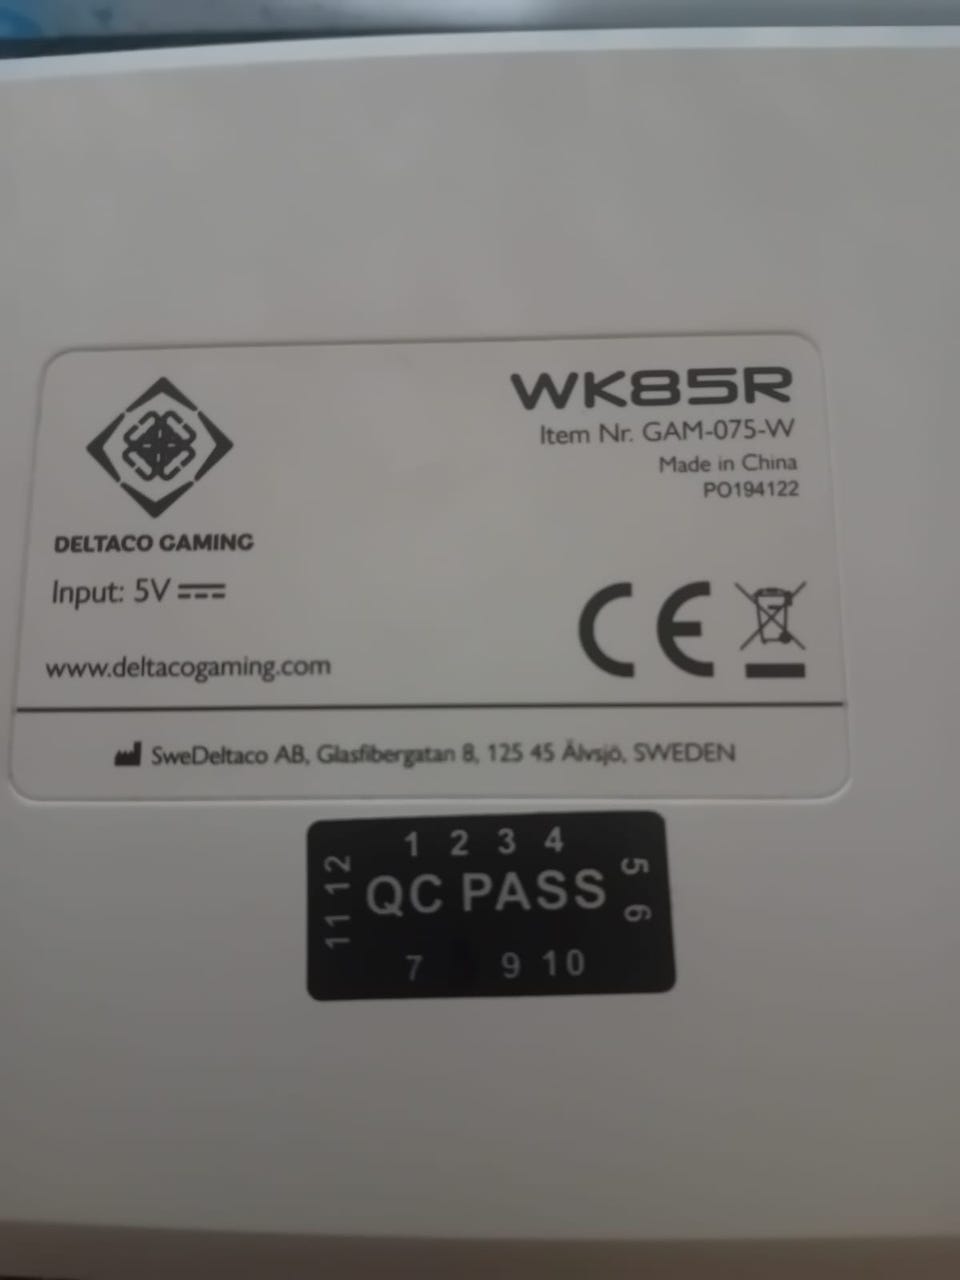 WK85R
Item Nr. GAM-075-W
Made in China
PO194122
DELTACO GAMING
Input: 5V
www.deltacogaming.com
CE
SweDeltaco AB, Glasfibergatan 8, 125 45 Älvsjö, SWEDEN
1 2 3 4
11 12
QC PASS
5 6
7 9 10